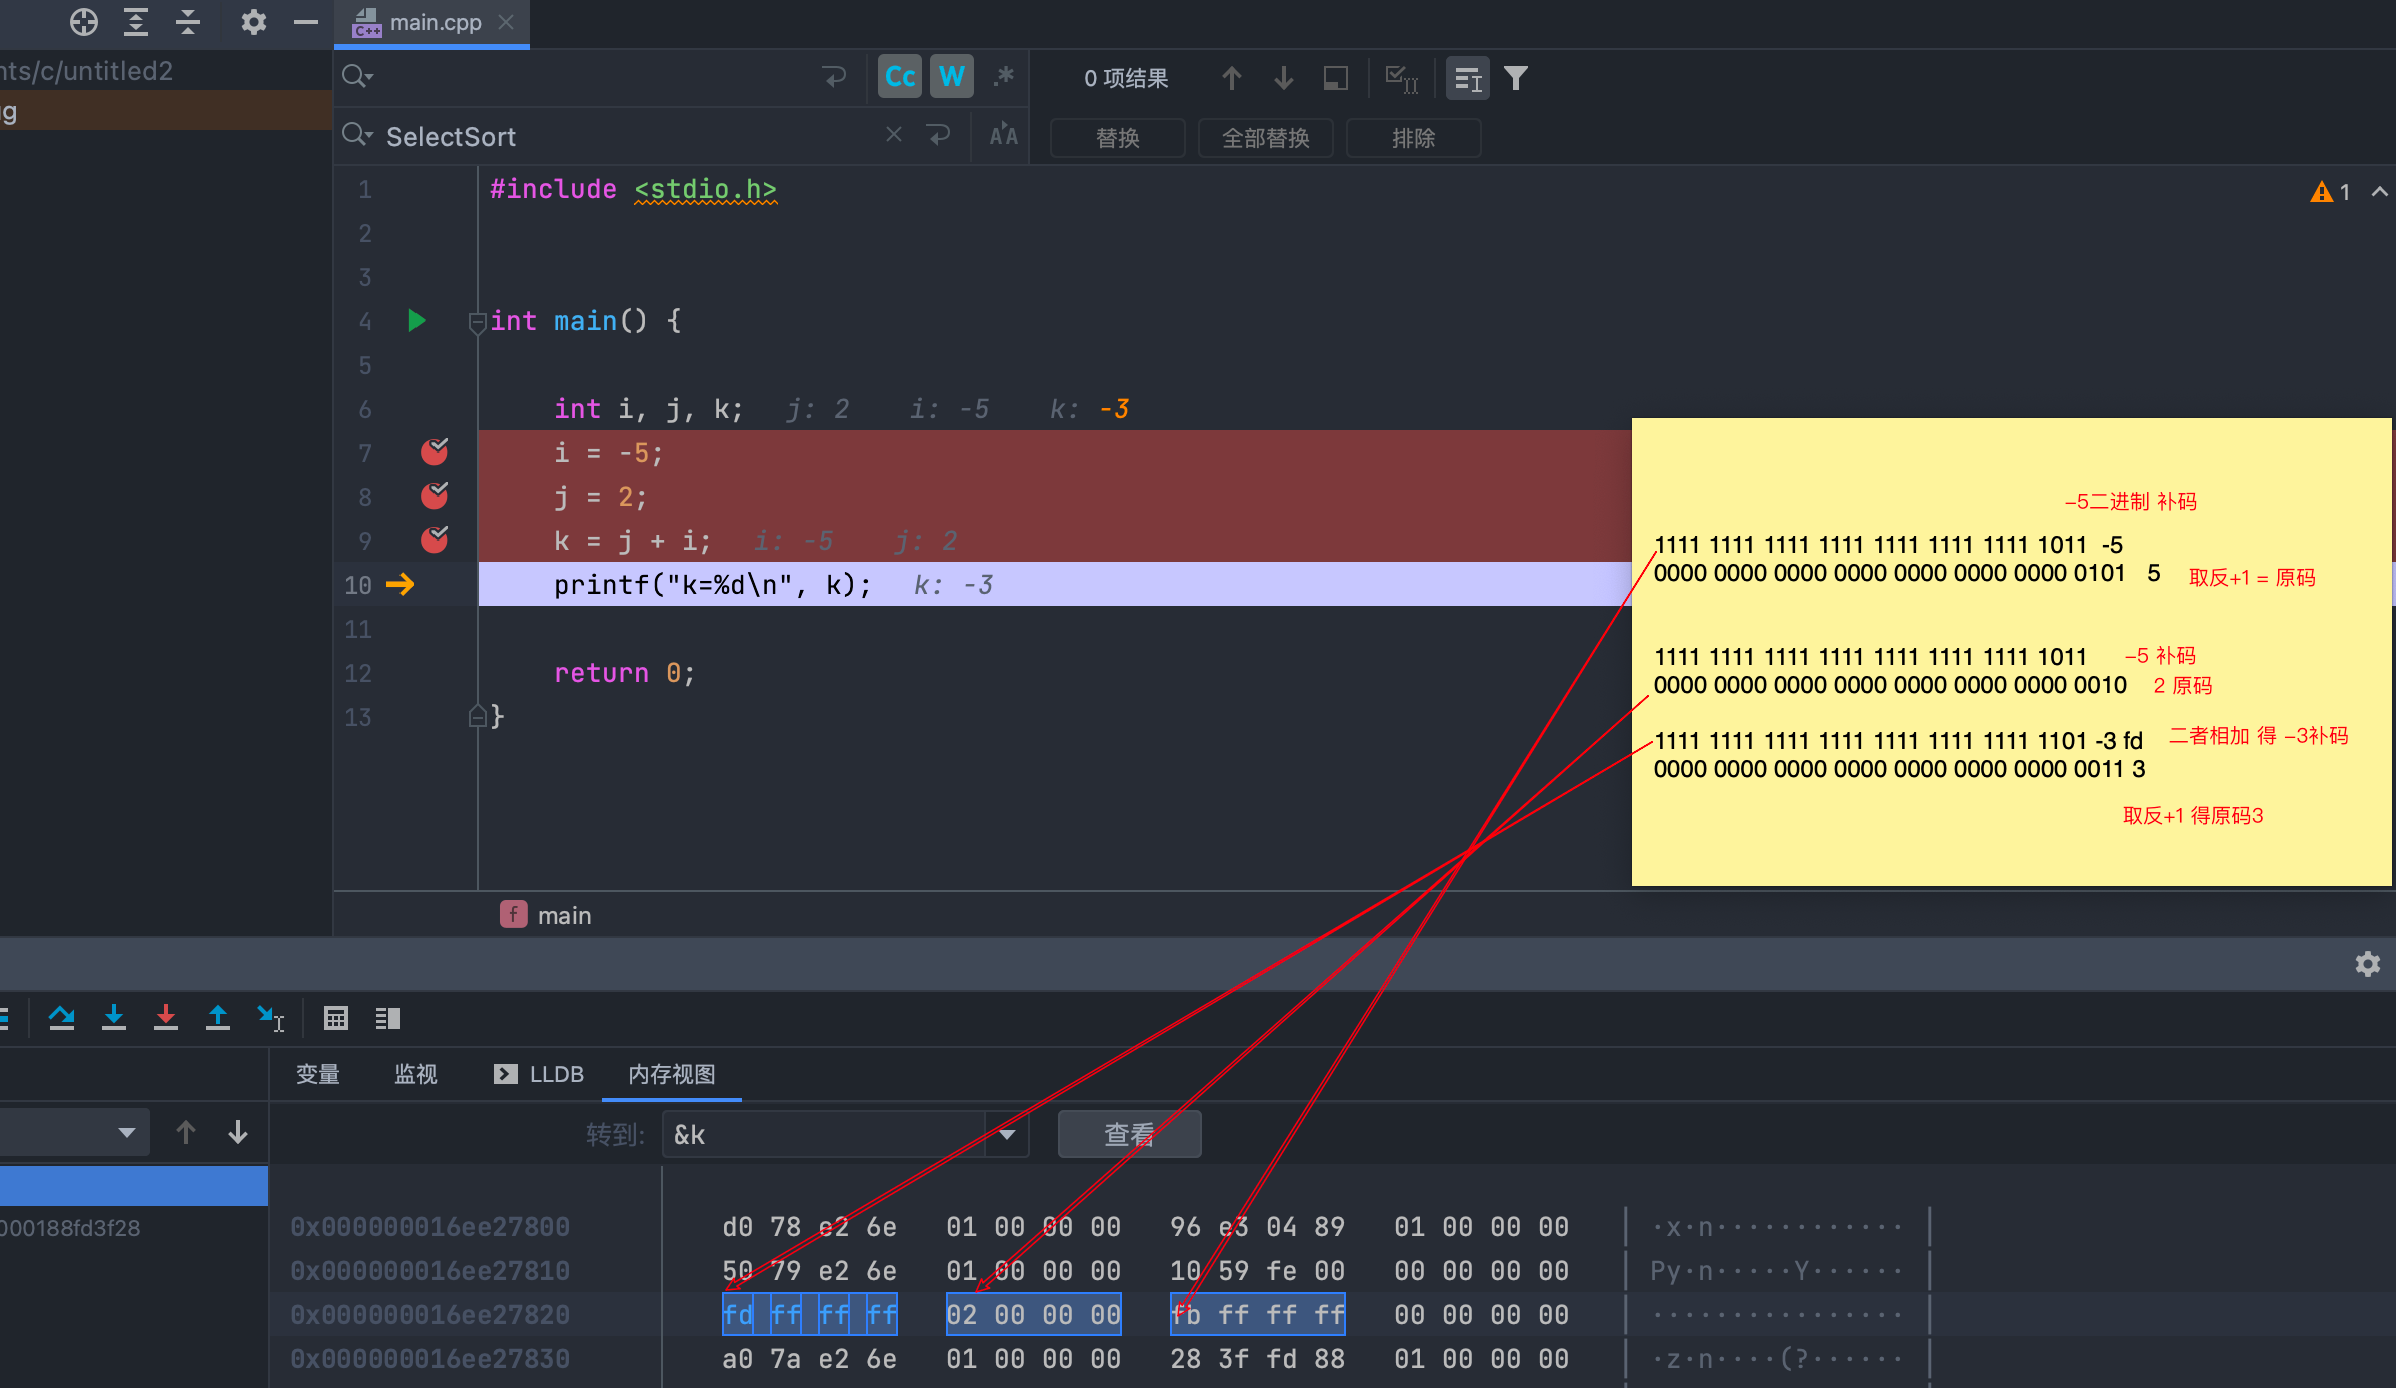 main.cpp
nts/c/untitled2
g
Cc W .*
0 项结果
SelectSort
替换 全部替换 排除
1 #include <stdio.h>
1
2
3
4 int main() {
5
6 int i, j, k; j: 2 i: -5 k: -3
7 i = -5;
8 j = 2;
9 k = j + i; i: -5 j: 2
10 printf("k=%d\n", k); k: -3
11
12 return 0;
13 }
-5二进制 补码
1111 1111 1111 1111 1111 1111 1111 1011 -5
0000 0000 0000 0000 0000 0000 0000 0101 5 取反+1 = 原码
1111 1111 1111 1111 1111 1111 1111 1011 -5 补码
0000 0000 0000 0000 0000 0000 0000 0010 2 原码
1111 1111 1111 1111 1111 1111 1111 1101 -3 fd 二者相加 得 -3补码
0000 0000 0000 0000 0000 0000 0000 0011 3
取反+1 得原码3
f main
变量 监视 LLDB 内存视图
转到: &k 查看
000188fd3f28
0x000000016ee27800 d0 78 e2 6e 01 00 00 00 96 e3 04 89 01 00 00 00 ·x·n············
0x000000016ee27810 50 79 e2 6e 01 00 00 00 10 59 fe 00 00 00 00 00 Py·n·····Y······
0x000000016ee27820 fd ff ff ff 02 00 00 00 fb ff ff ff 00 00 00 00 ················
0x000000016ee27830 a0 7a e2 6e 01 00 00 00 28 3f fd 88 01 00 00 00 ·z·n····(?······